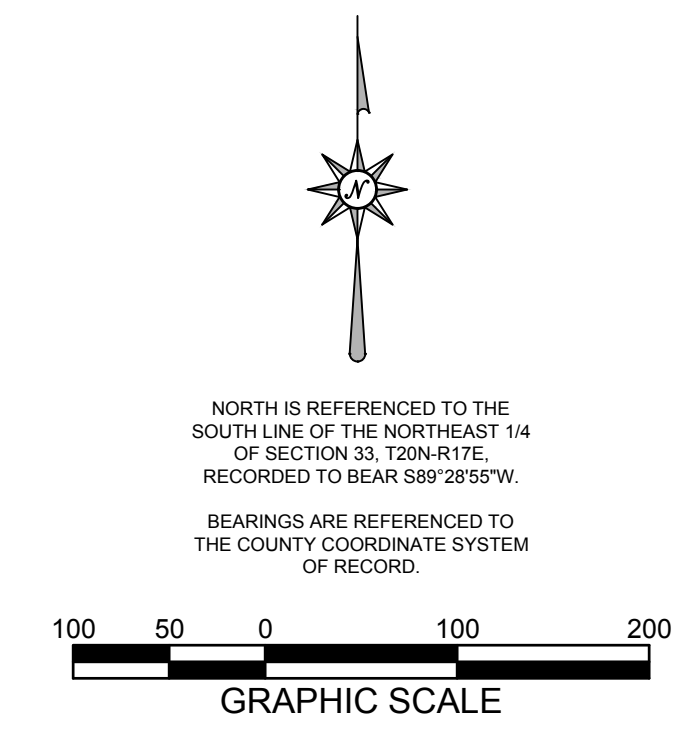 N
NORTH IS REFERENCED TO THE
SOUTH LINE OF THE NORTHEAST 1/4
OF SECTION 33, T20N-R17E,
RECORDED TO BEAR S89°28'55"W.
BEARINGS ARE REFERENCED TO
THE COUNTY COORDINATE SYSTEM
OF RECORD.
100 50 0 100 200
GRAPHIC SCALE